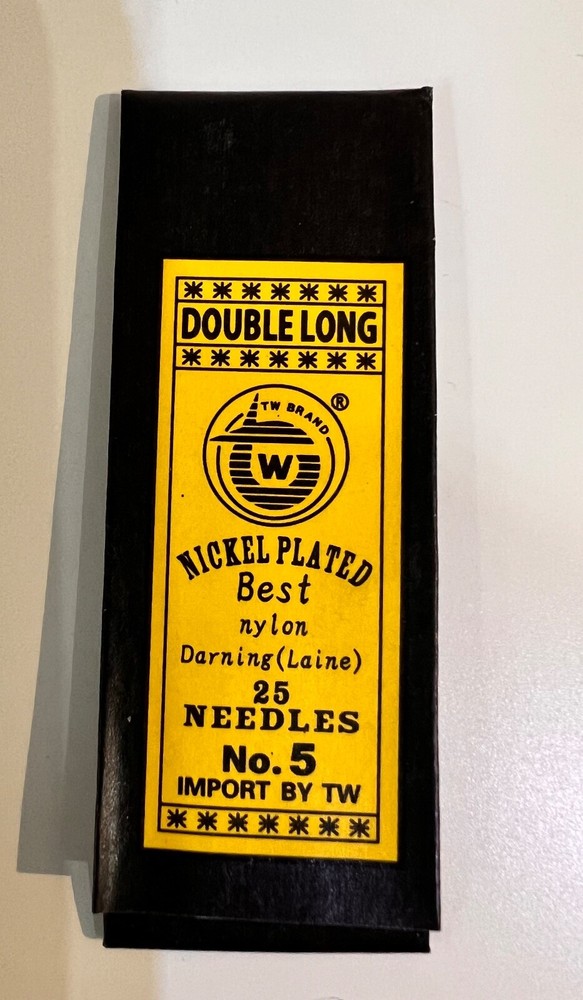 DOUBLE LONG
TW BRAND
®
W
NICKEL PLATED
Best
nylon
Darning(Laine)
25
NEEDLES
No.5
IMPORT BY TW